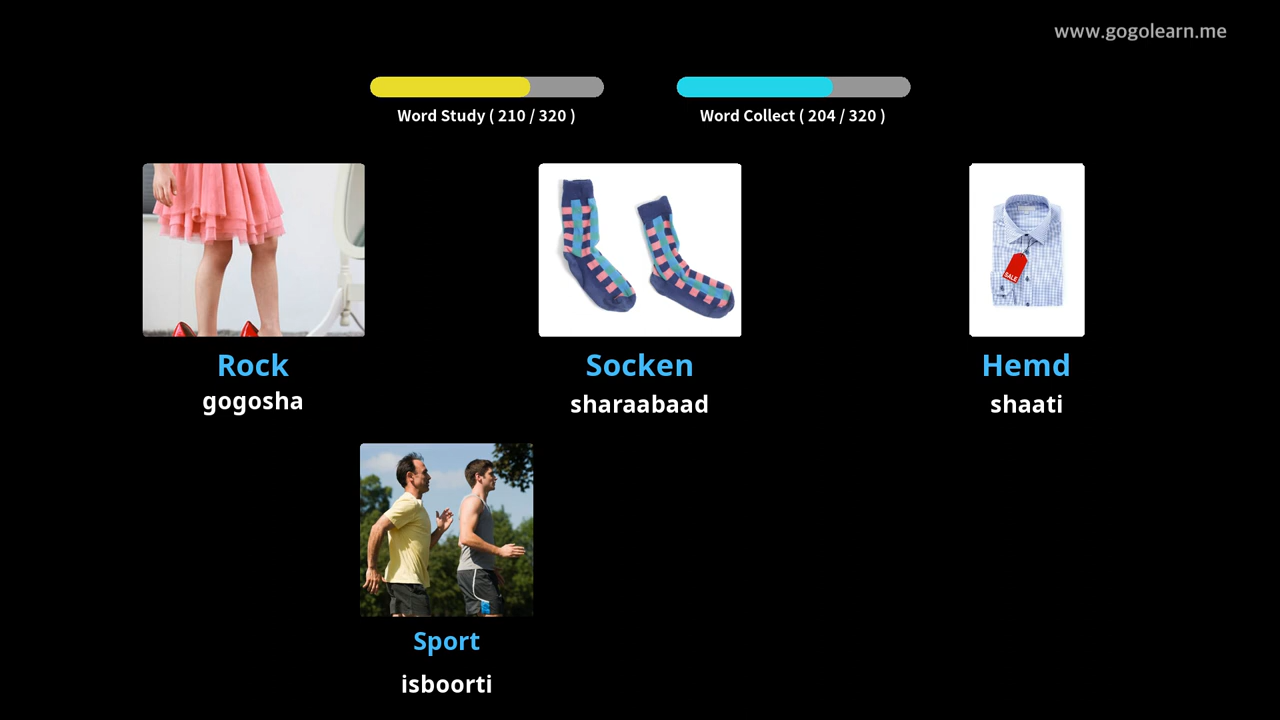 www.gogolearn.me
Word Study ( 210 / 320 )
Word Collect ( 204 / 320 )
Rock
gogosha
Socken
sharaabaad
SALE
Hemd
shaati
Sport
isboorti